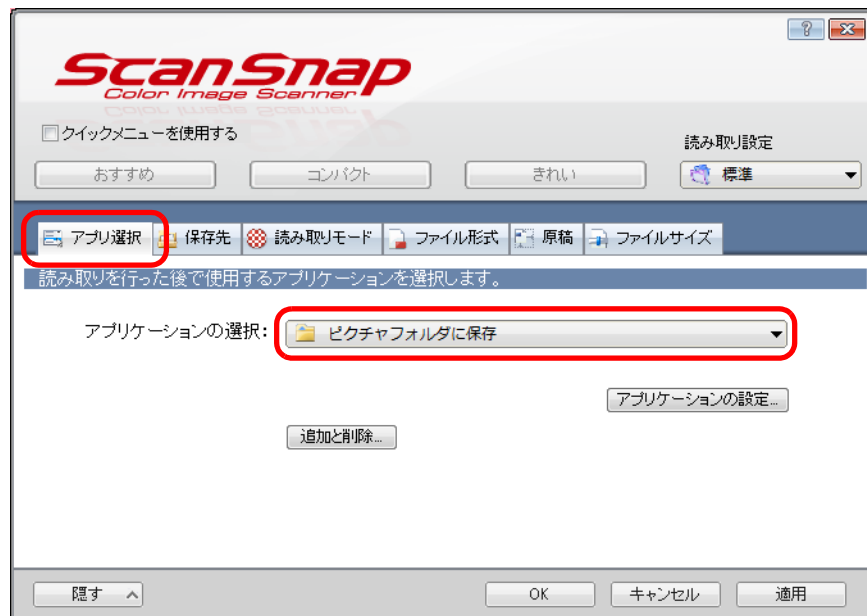 ScanSnap
Color Image Scanner
クイックメニューを使用する
読み取り設定
おすすめ コンパクト きれい 標準
アプリ選択 保存先 読み取りモード ファイル形式 原稿 ファイルサイズ
読み取りを行った後で使用するアプリケーションを選択します。
アプリケーションの選択: ピクチャフォルダに保存
アプリケーションの設定...
追加と削除...
隠す OK キャンセル 適用